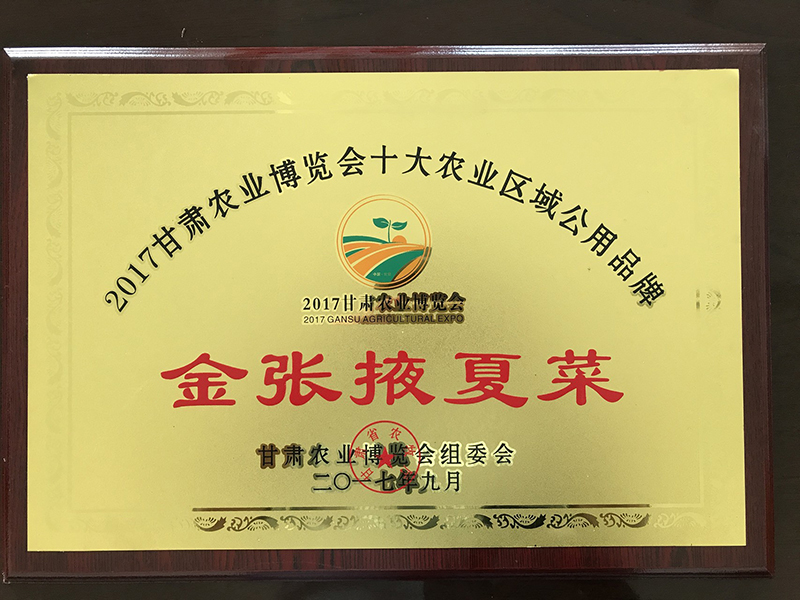 2017甘肃农业博览会十大农业区域公用品牌
2017甘肃农业博览会
2017 GANSU AGRICULTURAL EXPO
金张掖夏菜
甘肃农业博览会组委会
二〇一七年九月